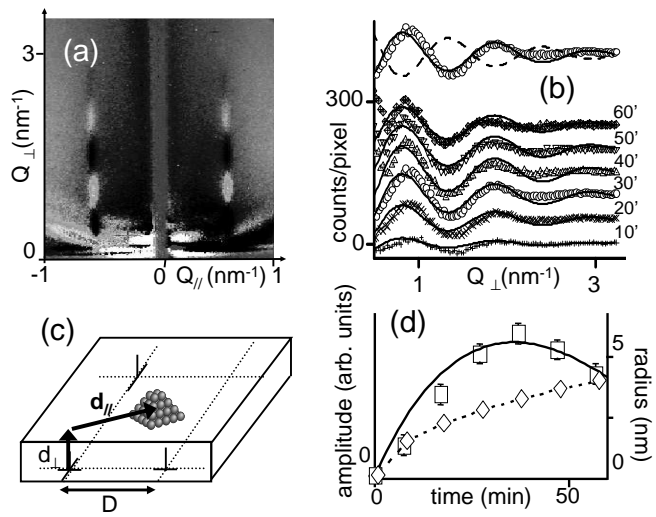 (a)
3
Q⊥(nm-1)
0
-1
0
Q//(nm-1)
1
(b)
300
counts/pixel
0
60'
50'
40'
30'
20'
10'
1
Q⊥(nm-1)
3
(c)
d//
d⊥
D
(d)
amplitude (arb. units)
0
5
0
radius (nm)
0
time (min)
50